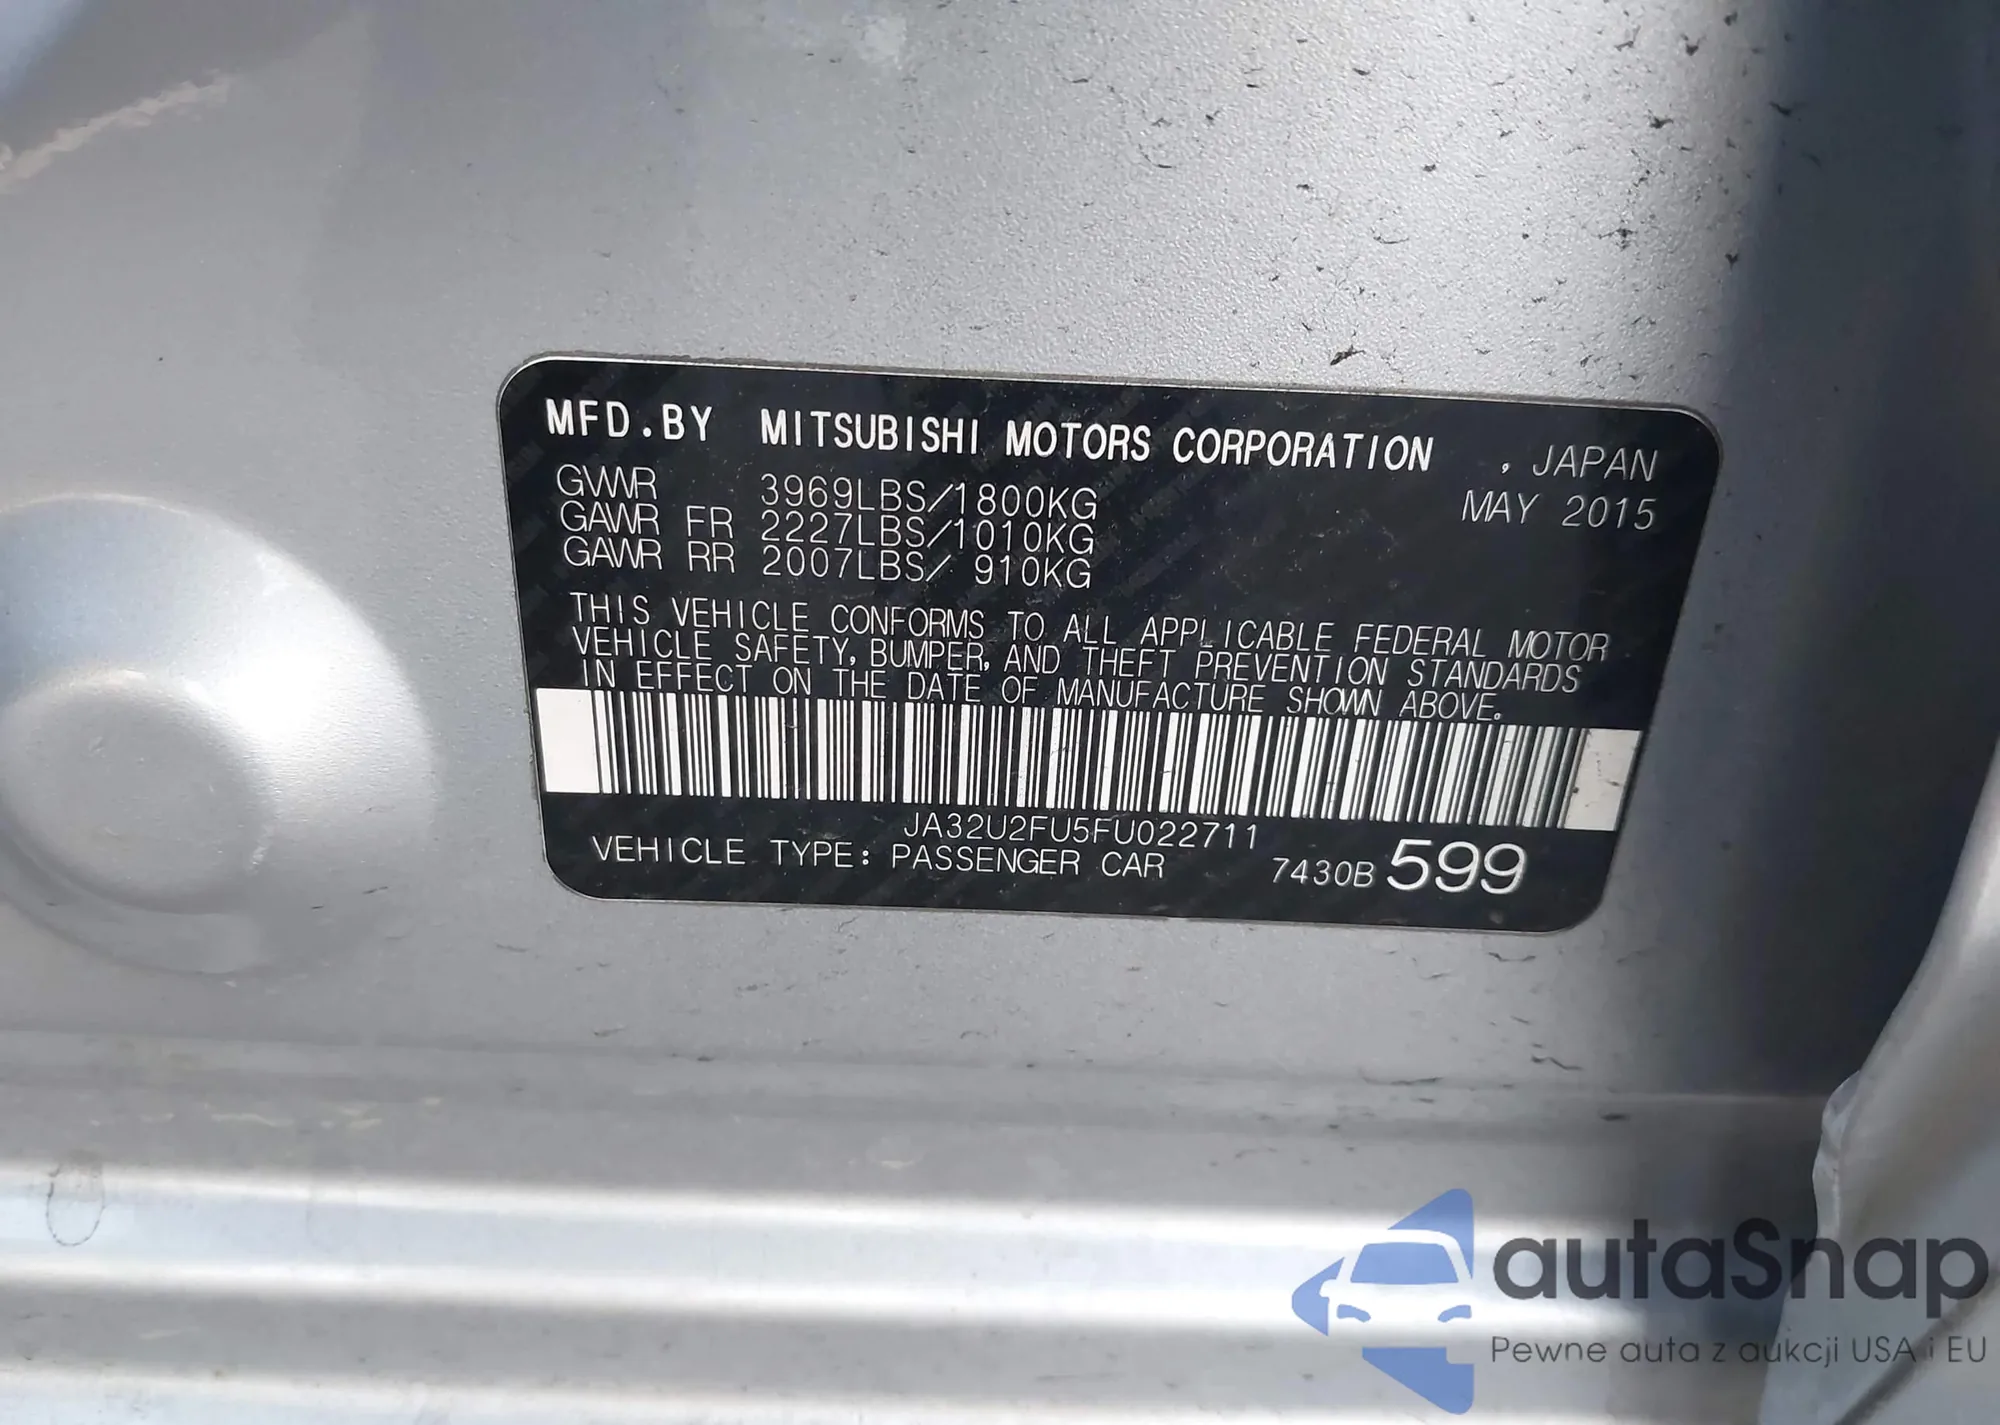 MFD.BY MITSUBISHI MOTORS CORPORATION , JAPAN
GVWR 3969LBS/1800KG MAY 2015
GAWR FR 2227LBS/1010KG
GAWR RR 2007LBS/ 910KG
THIS VEHICLE CONFORMS TO ALL APPLICABLE FEDERAL MOTOR
VEHICLE SAFETY, BUMPER, AND THEFT PREVENTION STANDARDS
IN EFFECT ON THE DATE OF MANUFACTURE SHOWN ABOVE.
JA32U2FU5FU022711
VEHICLE TYPE: PASSENGER CAR 7430B 599
autaSnap
Pewne auta z aukcji USA i EU